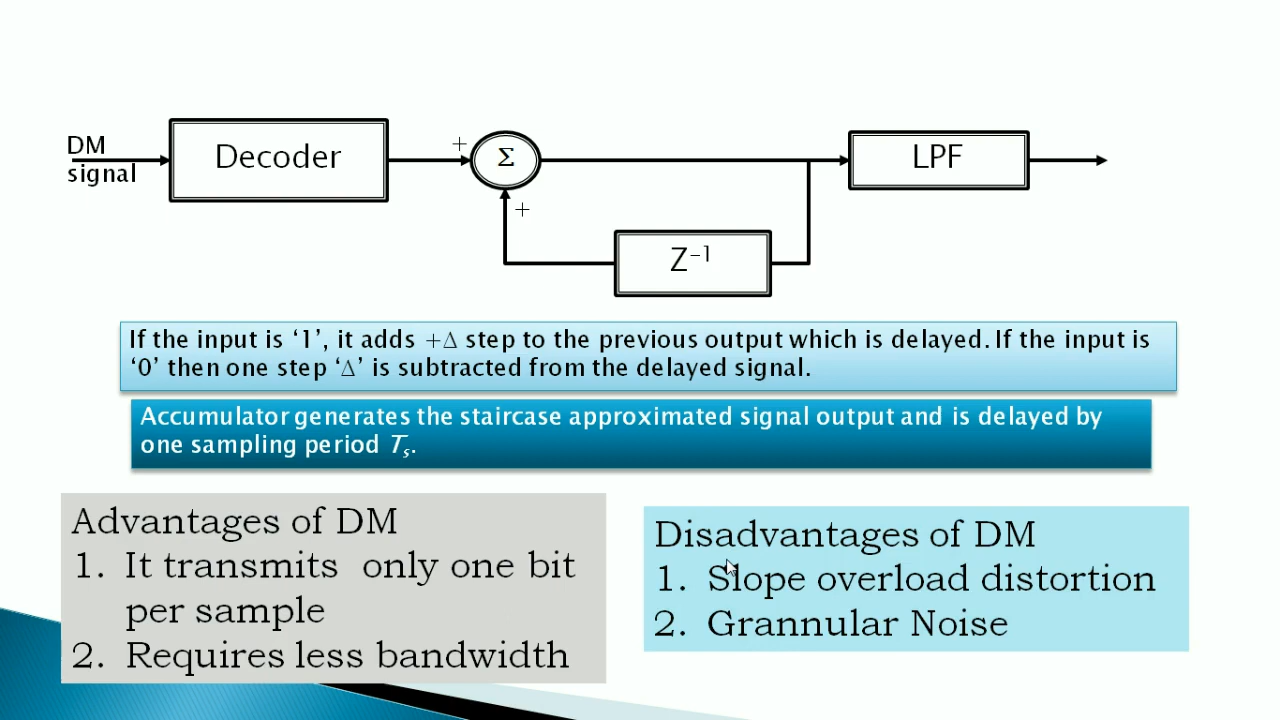 DM
signal
Decoder
+
Σ
+
LPF
Z⁻¹
If the input is ‘1’, it adds +Δ step to the previous output which is delayed. If the input is
‘0’ then one step ‘Δ’ is subtracted from the delayed signal.
Accumulator generates the staircase approximated signal output and is delayed by
one sampling period Tₛ.
Advantages of DM
1. It transmits only one bit
per sample
2. Requires less bandwidth
Disadvantages of DM
1. Slope overload distortion
2. Grannular Noise